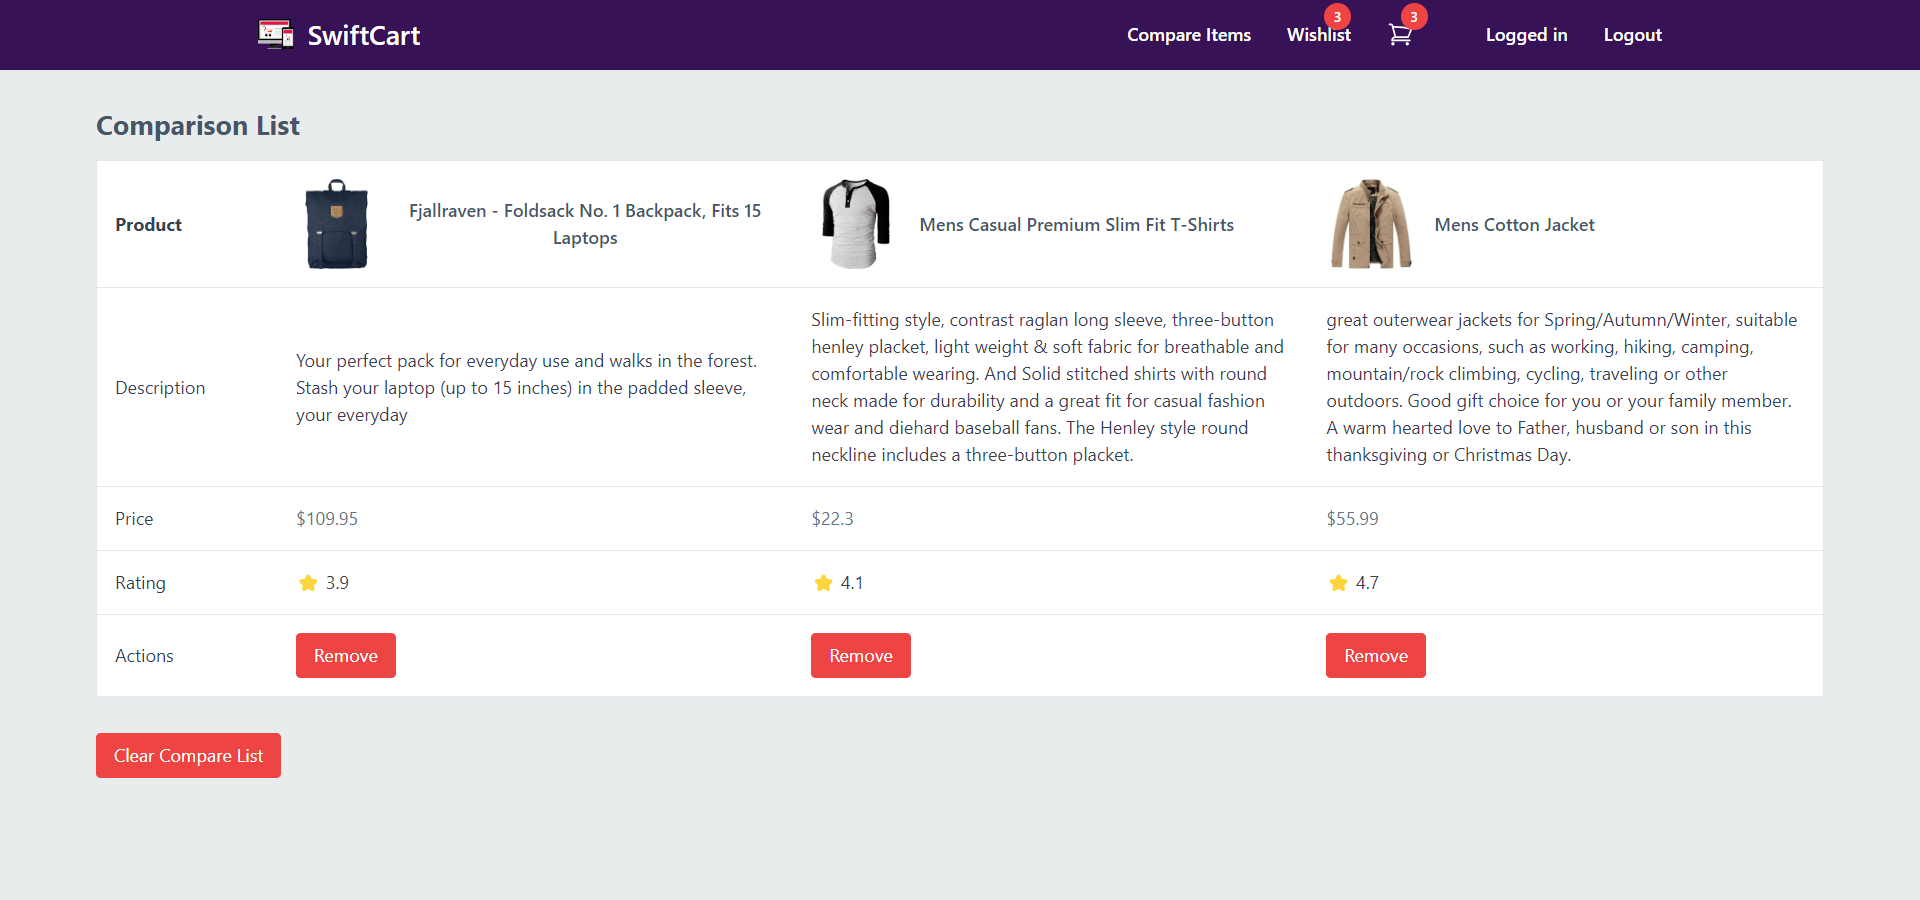 SwiftCart
Compare Items
Wishlist
3
3
Logged in
Logout
Comparison List
Product
Fjallraven - Foldsack No. 1 Backpack, Fits 15
Laptops
Mens Casual Premium Slim Fit T-Shirts
Mens Cotton Jacket
Description
Your perfect pack for everyday use and walks in the forest.
Stash your laptop (up to 15 inches) in the padded sleeve,
your everyday
Slim-fitting style, contrast raglan long sleeve, three-button
henley placket, light weight & soft fabric for breathable and
comfortable wearing. And Solid stitched shirts with round
neck made for durability and a great fit for casual fashion
wear and diehard baseball fans. The Henley style round
neckline includes a three-button placket.
great outerwear jackets for Spring/Autumn/Winter, suitable
for many occasions, such as working, hiking, camping,
mountain/rock climbing, cycling, traveling or other
outdoors. Good gift choice for you or your family member.
A warm hearted love to Father, husband or son in this
thanksgiving or Christmas Day.
Price
$109.95
$22.3
$55.99
Rating
3.9
4.1
4.7
Actions
Remove
Remove
Remove
Clear Compare List